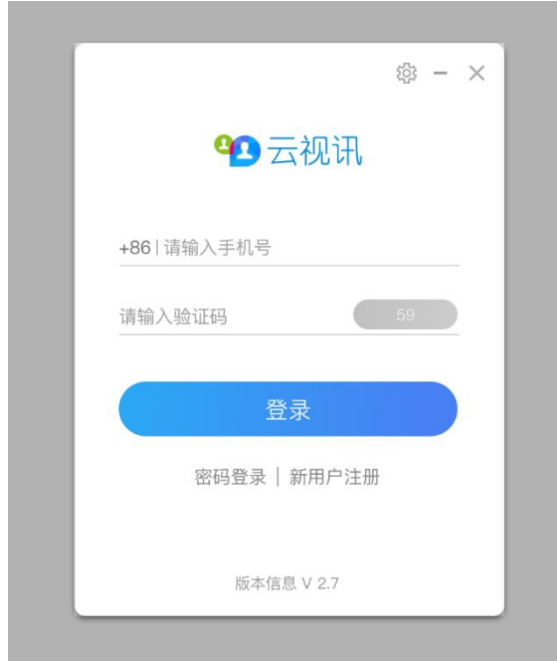 云视讯
+86 | 请输入手机号
请输入验证码 59
登录
密码登录 | 新用户注册
版本信息 V 2.7